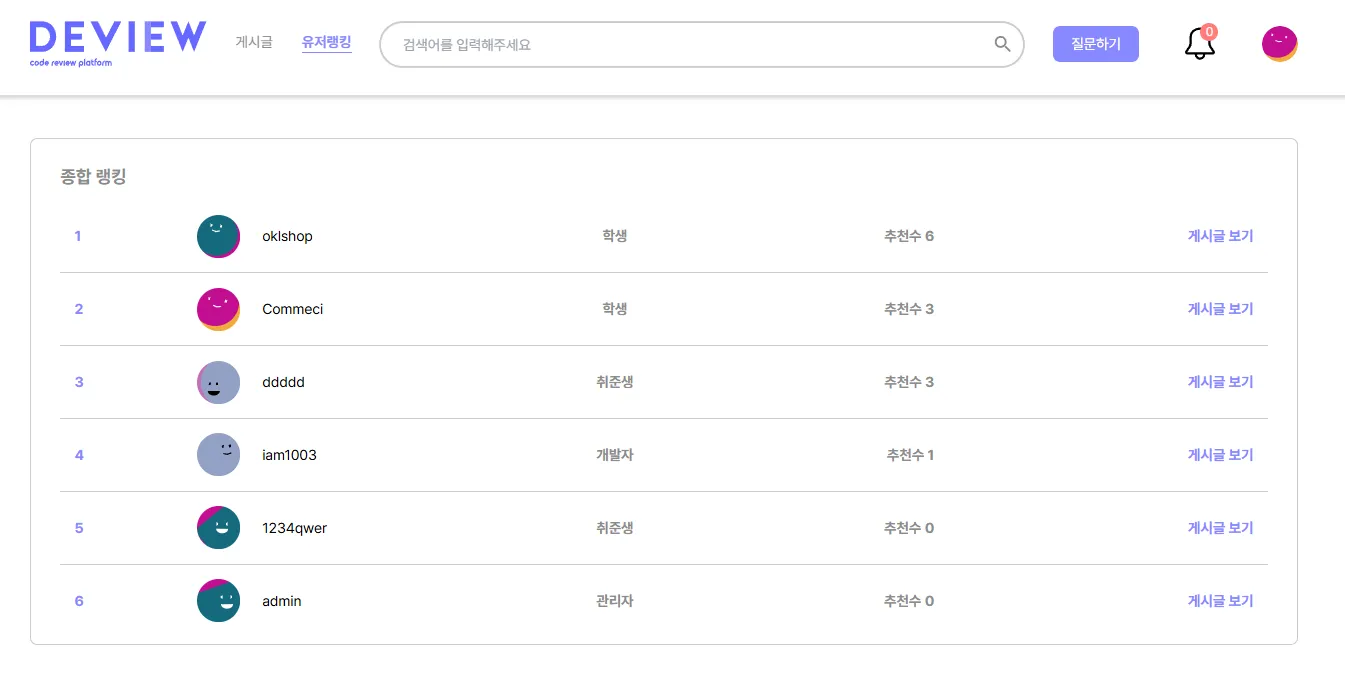 DEVIEW
code review platform
게시글 유저랭킹 검색어를 입력해주세요 질문하기 0
종합 랭킹
1 oklshop 학생 추천수 6 게시글 보기
2 Commeci 학생 추천수 3 게시글 보기
3 ddddd 취준생 추천수 3 게시글 보기
4 iam1003 개발자 추천수 1 게시글 보기
5 1234qwer 취준생 추천수 0 게시글 보기
6 admin 관리자 추천수 0 게시글 보기